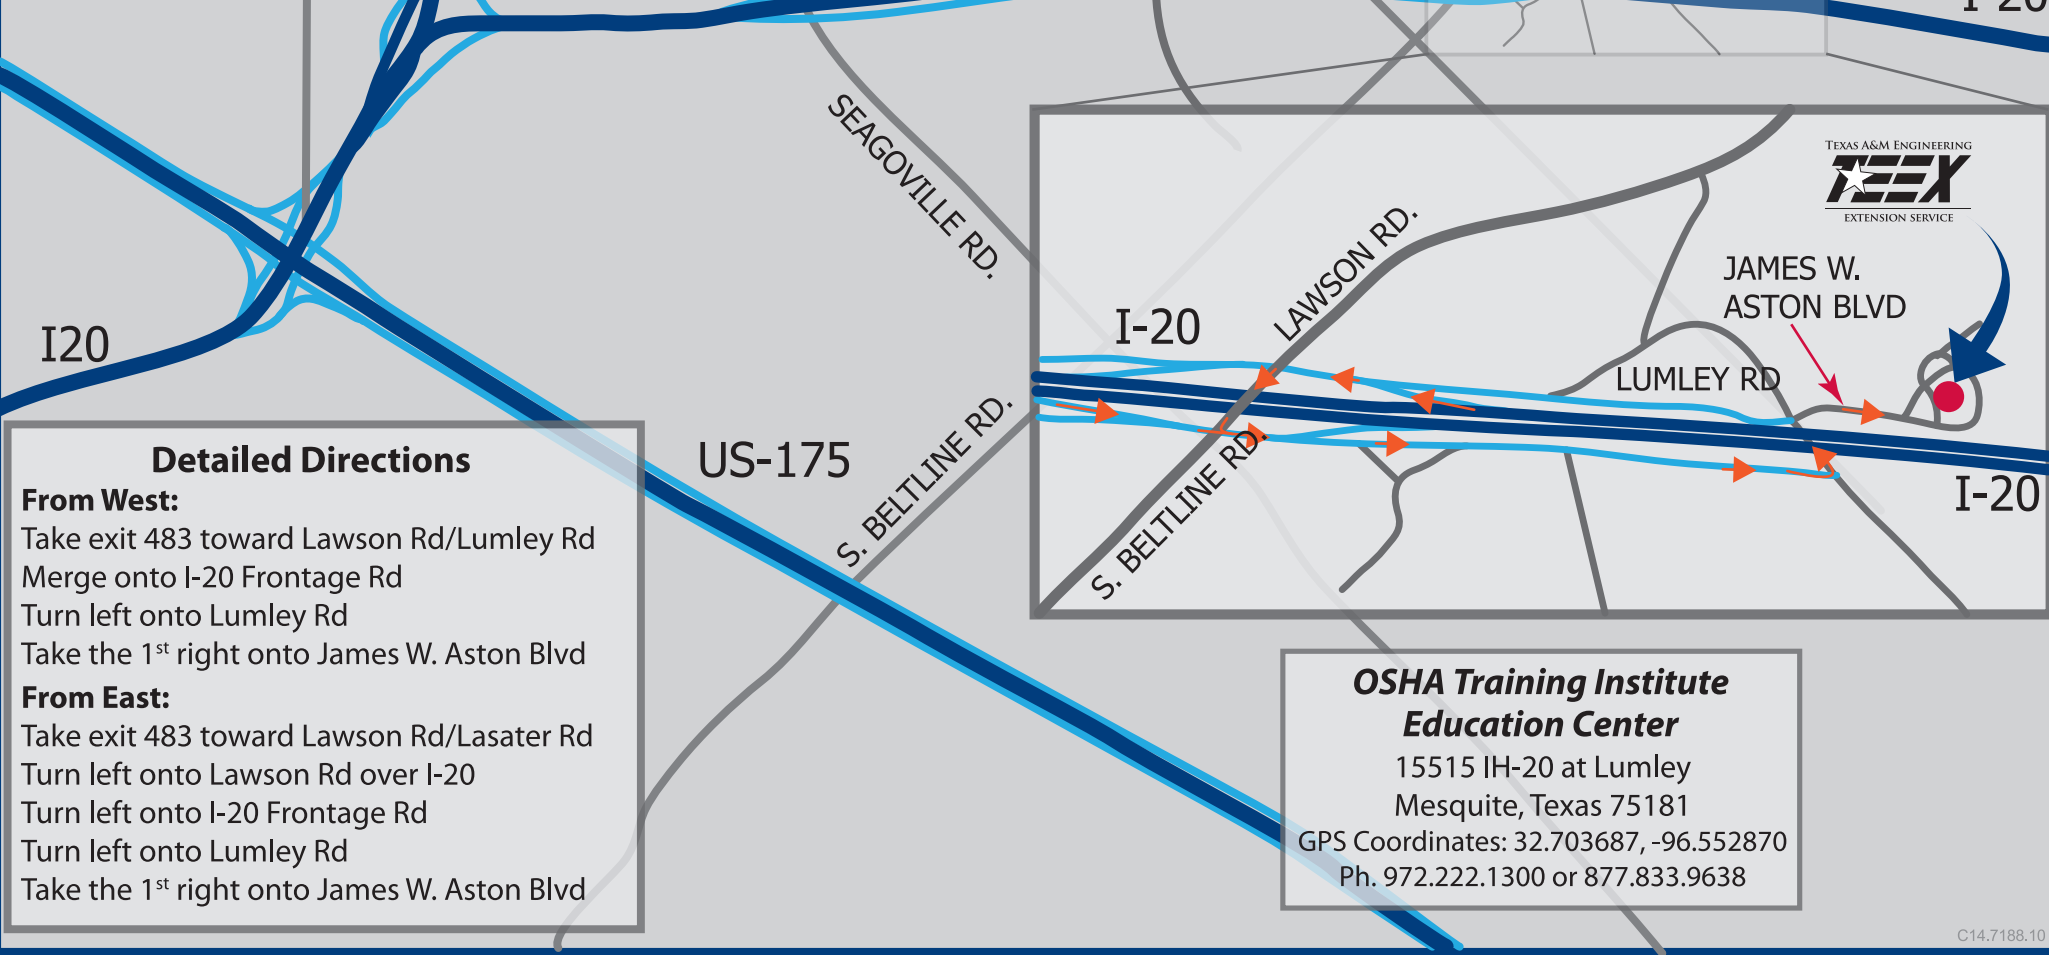 I-20
SEAGOVILLE RD.
TEXAS A&M ENGINEERING
TEEX
EXTENSION SERVICE
LAWSON RD.
JAMES W.
ASTON BLVD
I-20
I20
LUMLEY RD
S. BELTLINE RD.
US-175
S. BELTLINE RD.
I-20
Detailed Directions
From West:
Take exit 483 toward Lawson Rd/Lumley Rd
Merge onto I-20 Frontage Rd
Turn left onto Lumley Rd
Take the 1st right onto James W. Aston Blvd
From East:
Take exit 483 toward Lawson Rd/Lasater Rd
Turn left onto Lawson Rd over I-20
Turn left onto I-20 Frontage Rd
Turn left onto Lumley Rd
Take the 1st right onto James W. Aston Blvd
OSHA Training Institute
Education Center
15515 IH-20 at Lumley
Mesquite, Texas 75181
GPS Coordinates: 32.703687, -96.552870
Ph. 972.222.1300 or 877.833.9638
C14.7188.10